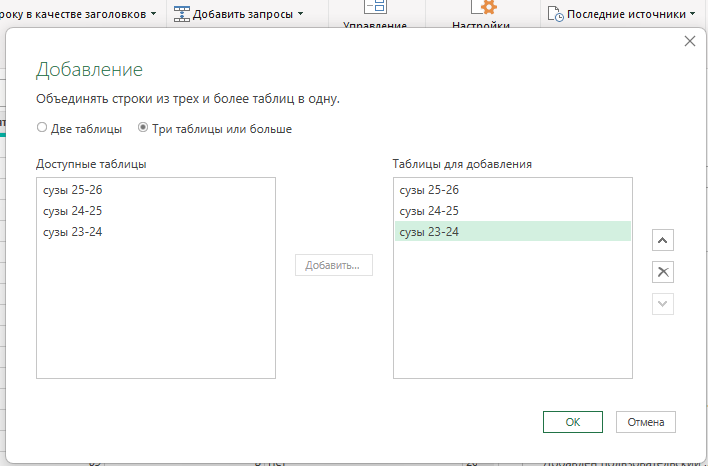 року в качестве заголовков
Добавить запросы
Управление
Настройки
Последние источники
Добавление
Объединять строки из трех и более таблиц в одну.
Две таблицы
Три таблицы или больше
Доступные таблицы
Таблицы для добавления
сузы 25-26
сузы 24-25
сузы 23-24
Добавить...
сузы 25-26
сузы 24-25
сузы 23-24
ОК
Отмена